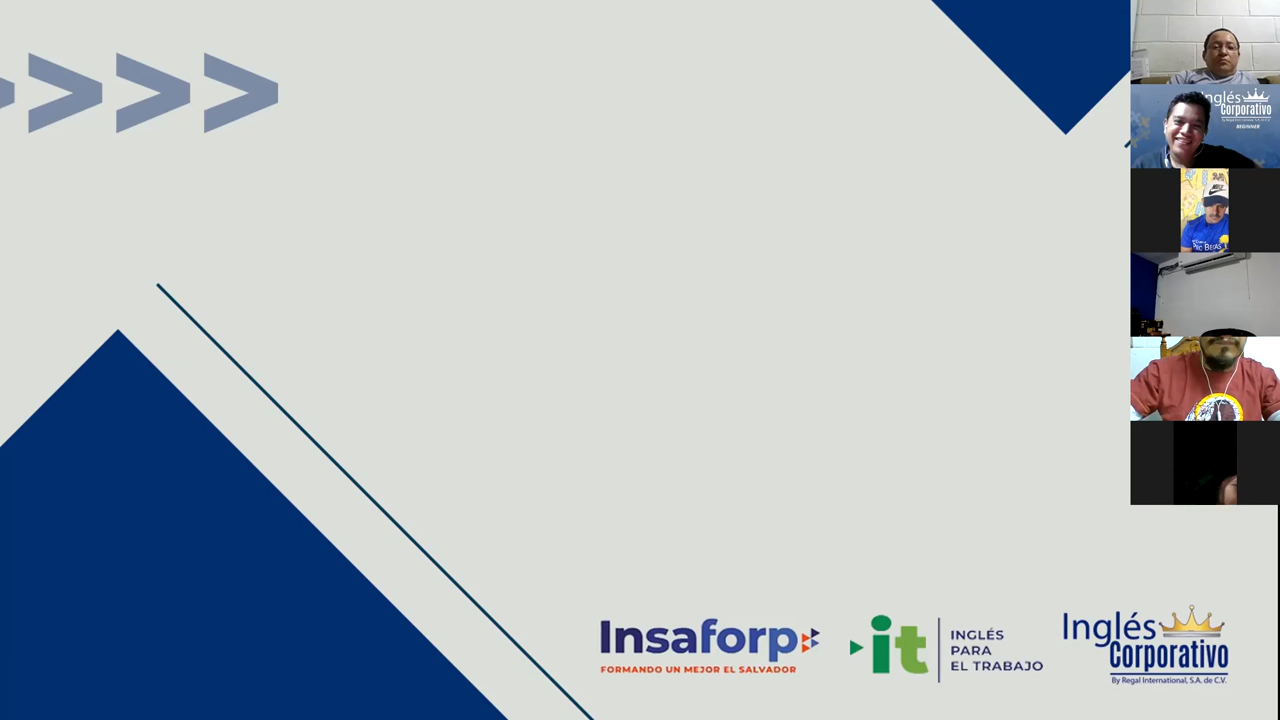 Inglés
Corporativo
BEGINNER
Insaforp
FORMANDO UN MEJOR EL SALVADOR
it
INGLÉS
PARA
EL TRABAJO
Inglés
Corporativo
By Regal International, S.A. de C.V.